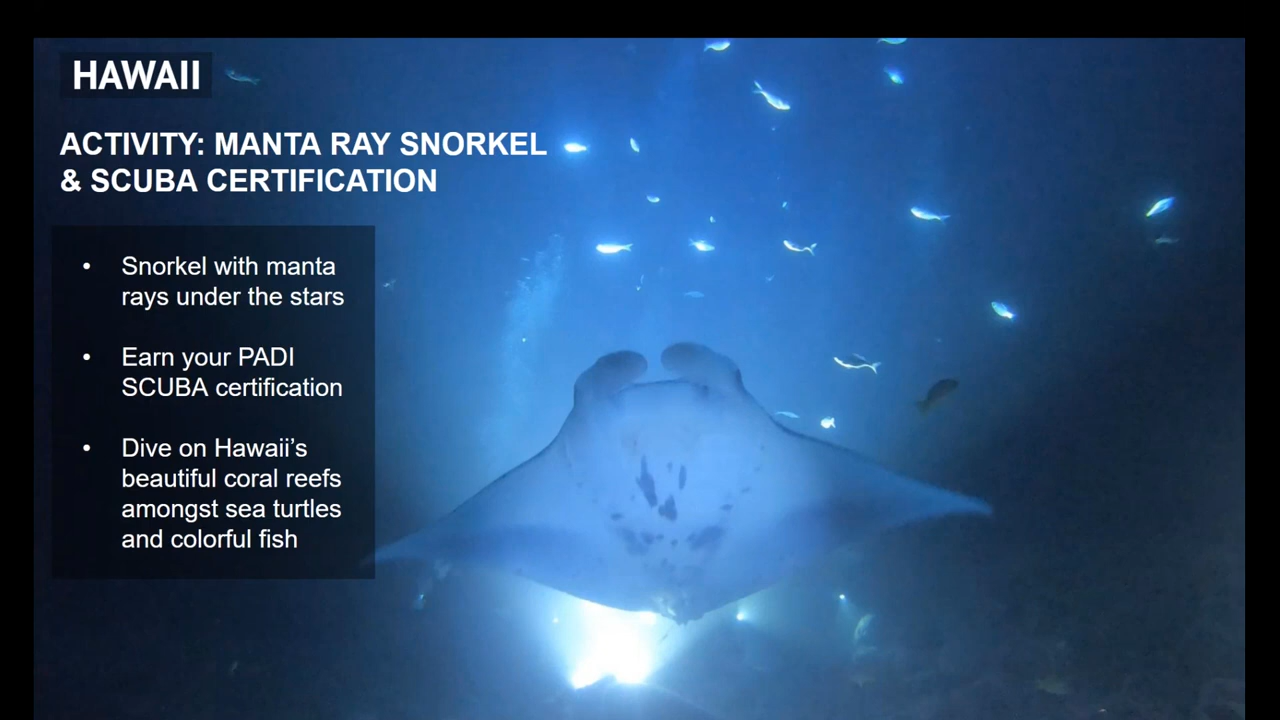 HAWAII
ACTIVITY: MANTA RAY SNORKEL
& SCUBA CERTIFICATION
• Snorkel with manta
rays under the stars
• Earn your PADI
SCUBA certification
• Dive on Hawaii’s
beautiful coral reefs
amongst sea turtles
and colorful fish